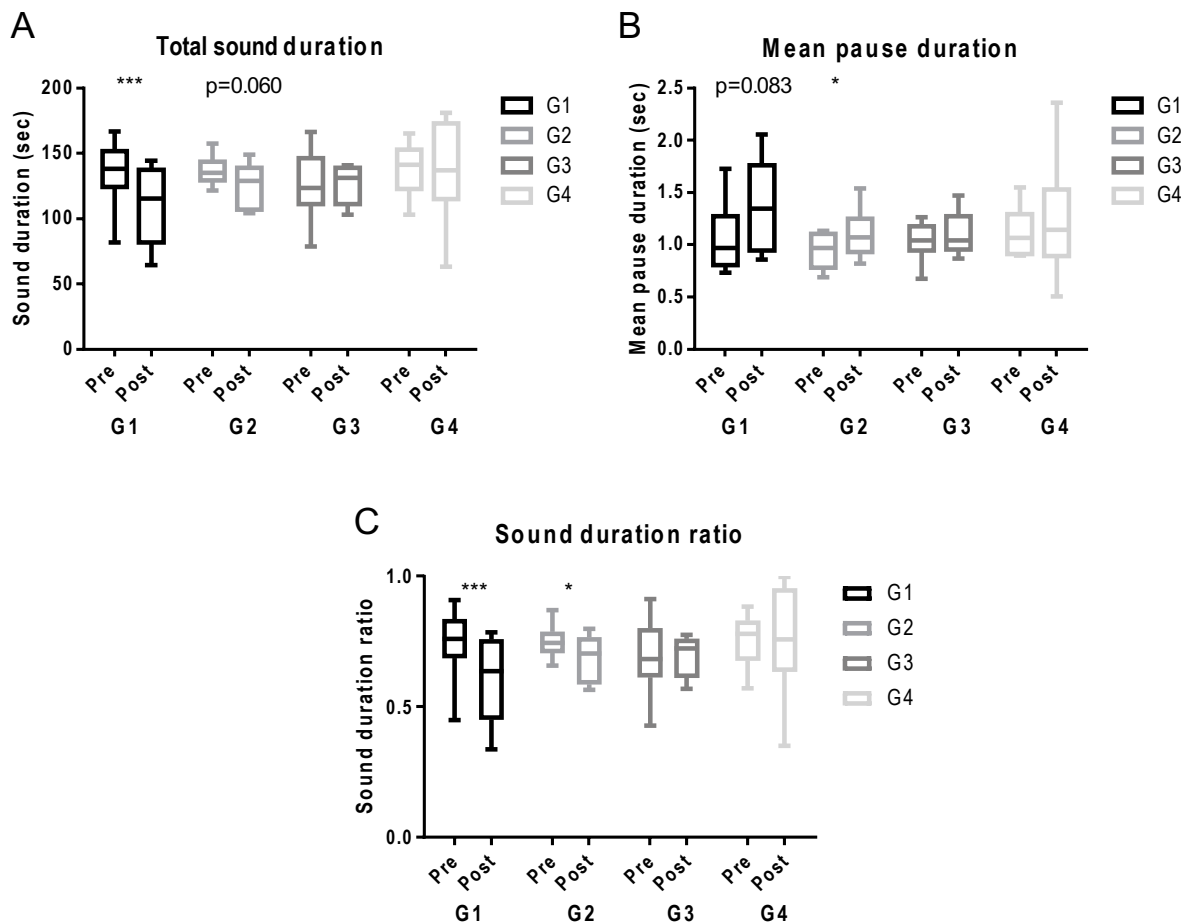 A
Total sound duration
Sound duration (sec)
200
150
100
50
0
***
p=0.060
Pre
Post
Pre
Post
Pre
Post
Pre
Post
G1
G2
G3
G4
G1
G2
G3
G4
B
Mean pause duration
Mean pause duration (sec)
2.5
2.0
1.5
1.0
0.5
0.0
p=0.083
*
Pre
Post
Pre
Post
Pre
Post
Pre
Post
G1
G2
G3
G4
G1
G2
G3
G4
C
Sound duration ratio
Sound duration ratio
1.0
0.5
0.0
***
*
Pre
Post
Pre
Post
Pre
Post
Pre
Post
G1
G2
G3
G4
G1
G2
G3
G4